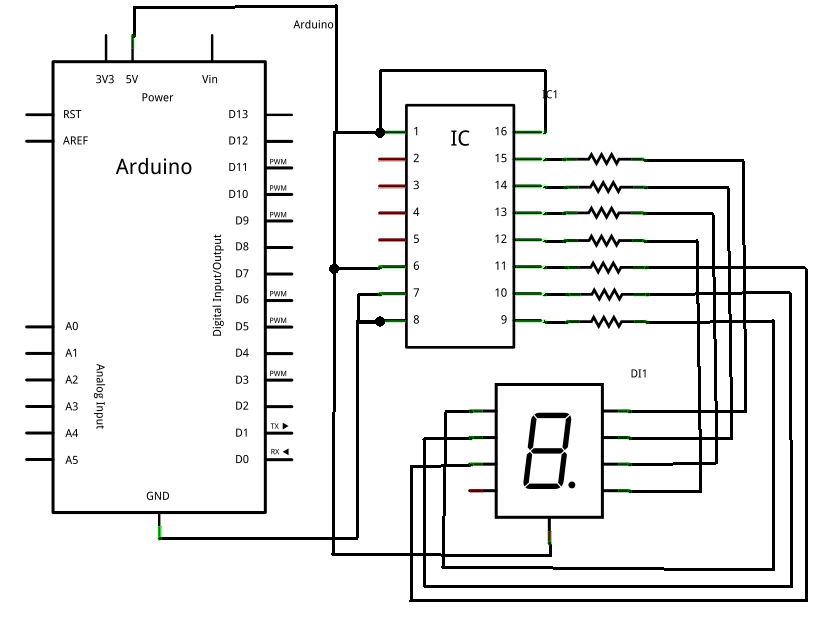 Arduino
3V3 5V Vin
Power
RST D13
AREF D12
Arduino
D11 PWM
D10 PWM
D9 PWM
D8
D7
D6 PWM
A0 D5 PWM
A1 D4
A2 D3 PWM
A3 D2
A4 D1 TX ▶
A5 D0 RX ◀
Analog Input
Digital Input/Output
GND
IC1
IC
1 16
2 15
3 14
4 13
5 12
6 11
7 10
8 9
DI1
8.